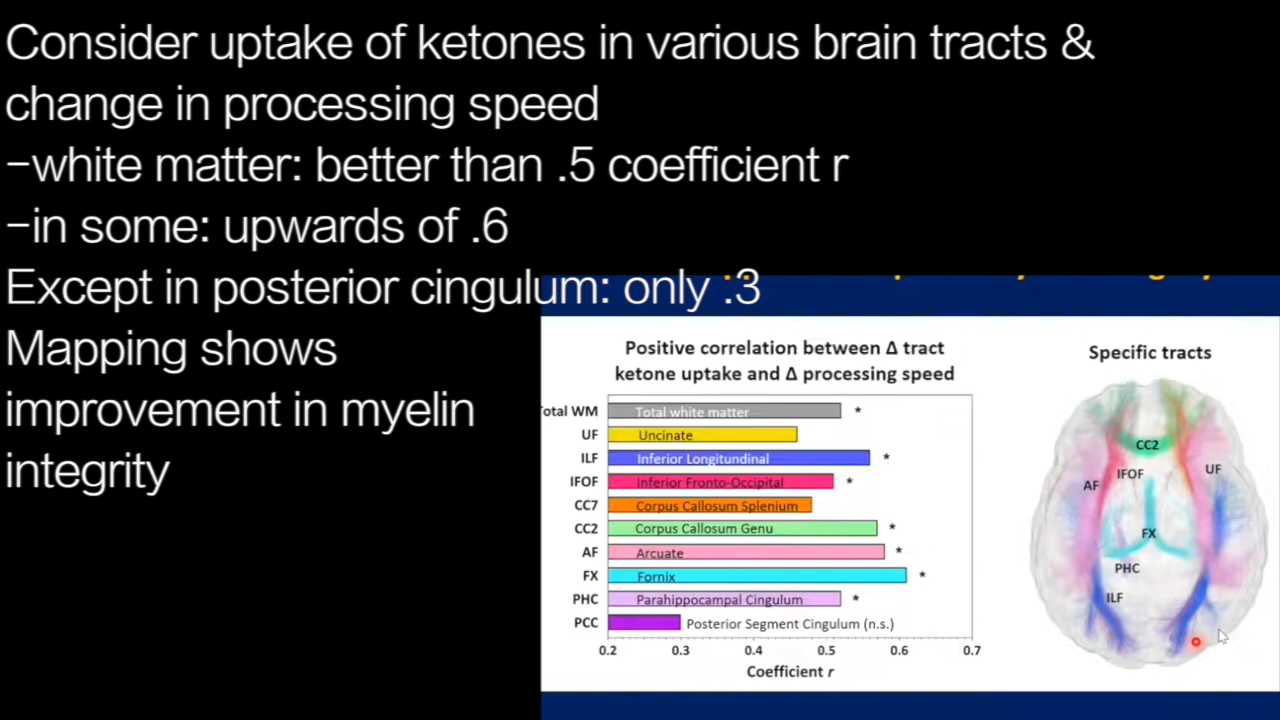 Consider uptake of ketones in various brain tracts &
change in processing speed
-white matter: better than .5 coefficient r
-in some: upwards of .6
Except in posterior cingulum: only .3
Mapping shows
improvement in myelin
integrity
Positive correlation between Δ tract
ketone uptake and Δ processing speed
Total WM Total white matter *
UF Uncinate
ILF Inferior Longitundinal *
IFOF Inferior Fronto-Occipital *
CC7 Corpus Callosum Splenium
CC2 Corpus Callosum Genu *
AF Arcuate *
FX Fornix *
PHC Parahippocampal Cingulum *
PCC Posterior Segment Cingulum (n.s.)
0.2 0.3 0.4 0.5 0.6 0.7
Coefficient r
Specific tracts
CC2
IFOF
UF
AF
FX
PHC
ILF